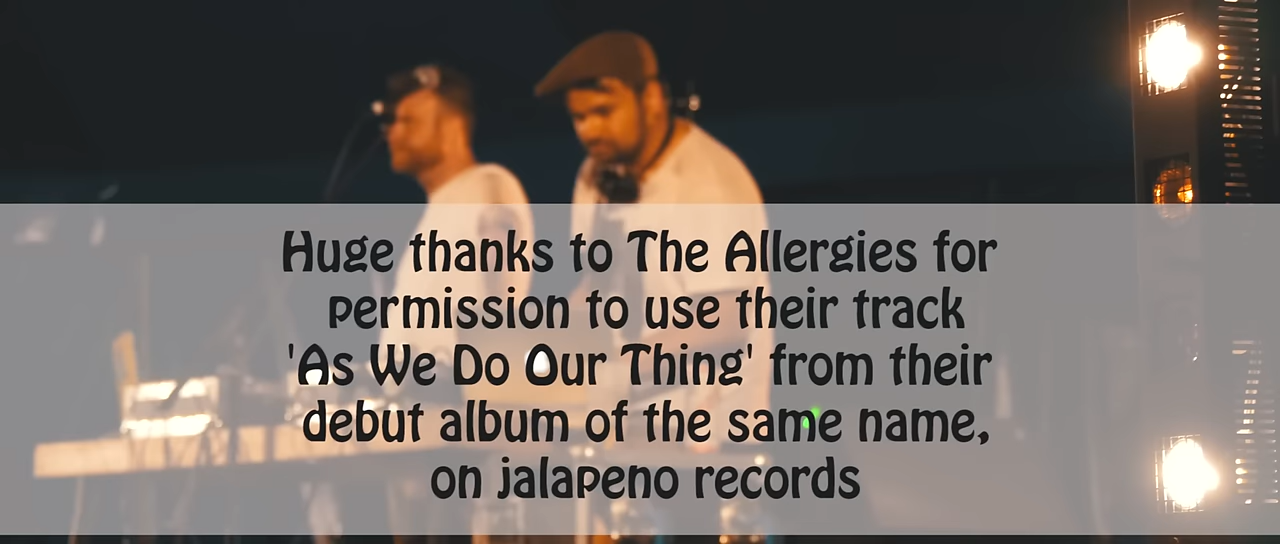 Huge thanks to The Allergies for
permission to use their track
'As We Do Our Thing' from their
debut album of the same name,
on jalapeno records